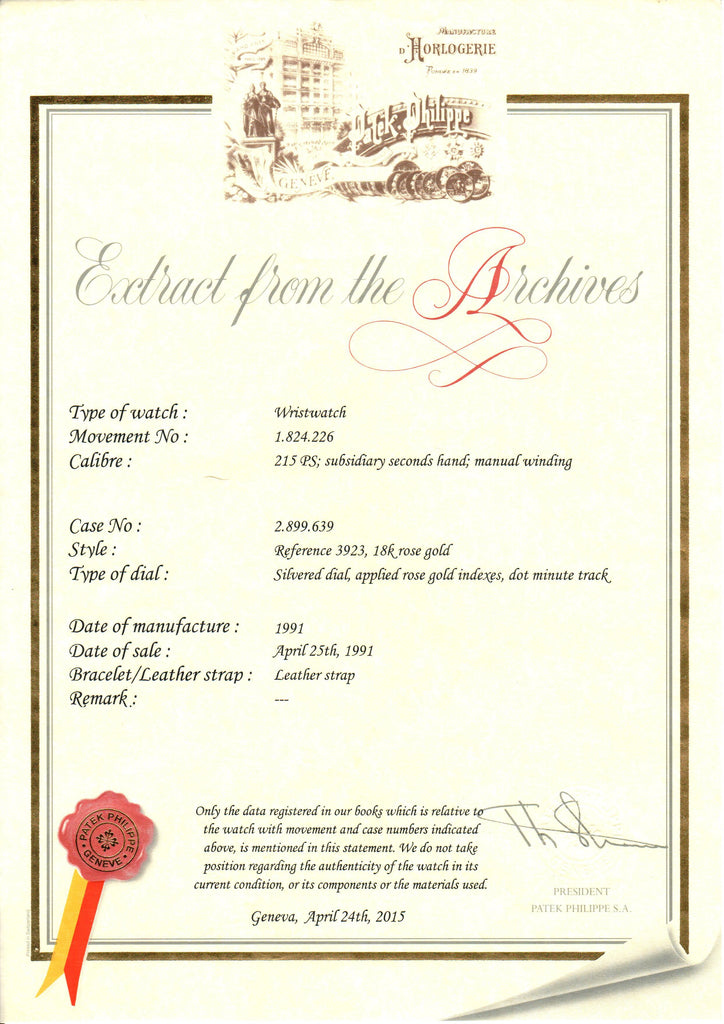 Manufacture
d'Horlogerie
Fondée en 1839
Patek Philippe
GENÈVE
Extract from the Archives
Type of watch : Wristwatch
Movement No : 1.824.226
Calibre : 215 PS; subsidiary seconds hand; manual winding
Case No : 2.899.639
Style : Reference 3923, 18k rose gold
Type of dial : Silvered dial, applied rose gold indexes, dot minute track
Date of manufacture : 1991
Date of sale : April 25th, 1991
Bracelet/Leather strap : Leather strap
Remark : ---
Only the data registered in our books which is relative to
the watch with movement and case numbers indicated
above, is mentioned in this statement. We do not take
position regarding the authenticity of the watch in its
current condition, or its components or the materials used.
Geneva, April 24th, 2015
PATEK PHILIPPE
GENEVE
PRESIDENT
PATEK PHILIPPE S.A.